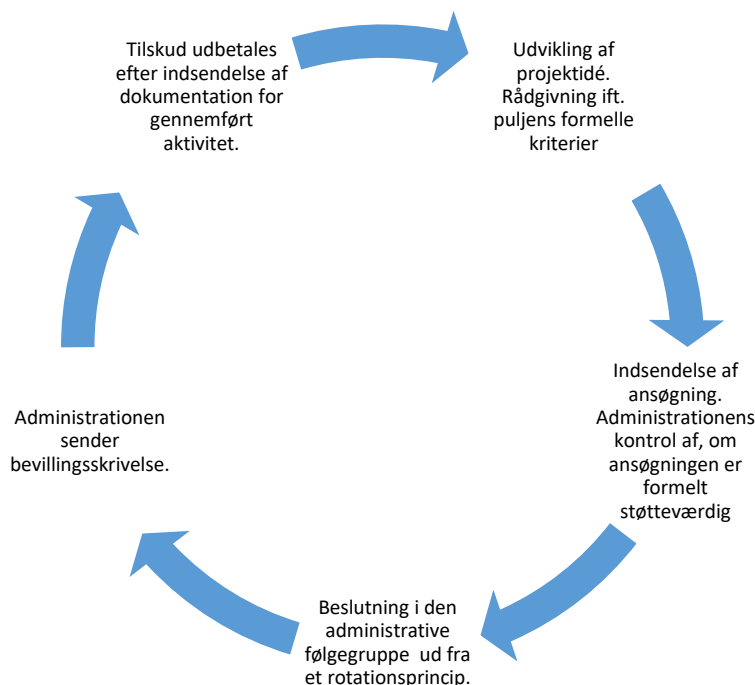 Tilskud udbetales
efter indsendelse af
dokumentation for
gennemført
aktivitet.
Udvikling af
projektidé.
Rådgivning ift.
puljens formelle
kriterier
Indsendelse af
ansøgning.
Administrationens
kontrol af, om
ansøgningen er
formelt
støtteværdig
Beslutning i den
administrative
følgegruppe  ud fra
et rotationsprincip.
Administrationen
sender
bevillingsskrivelse.